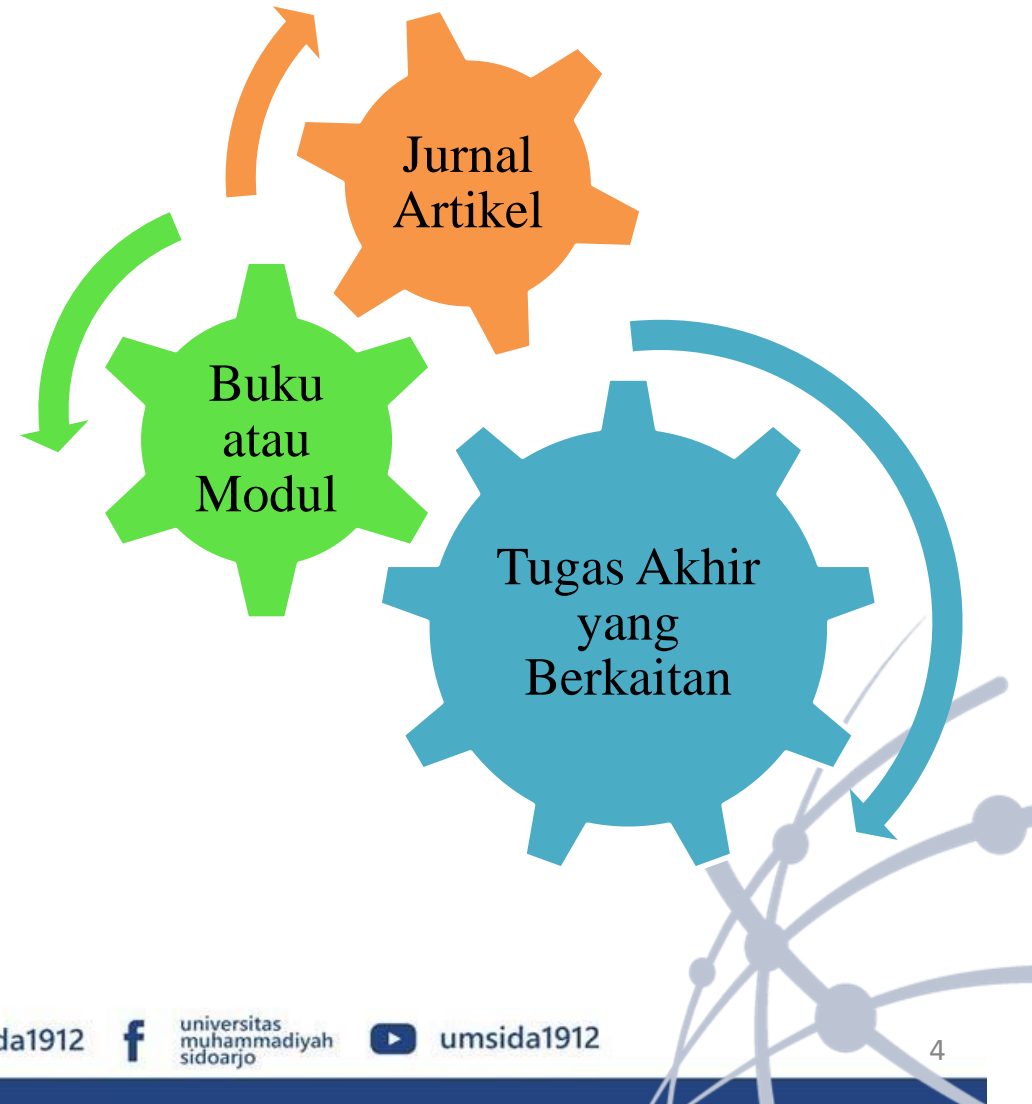 Jurnal
Artikel
Buku
atau
Modul
Tugas Akhir
yang
Berkaitan
da1912
universitas
muhammadiyah
sidoarjo
umsida1912
4